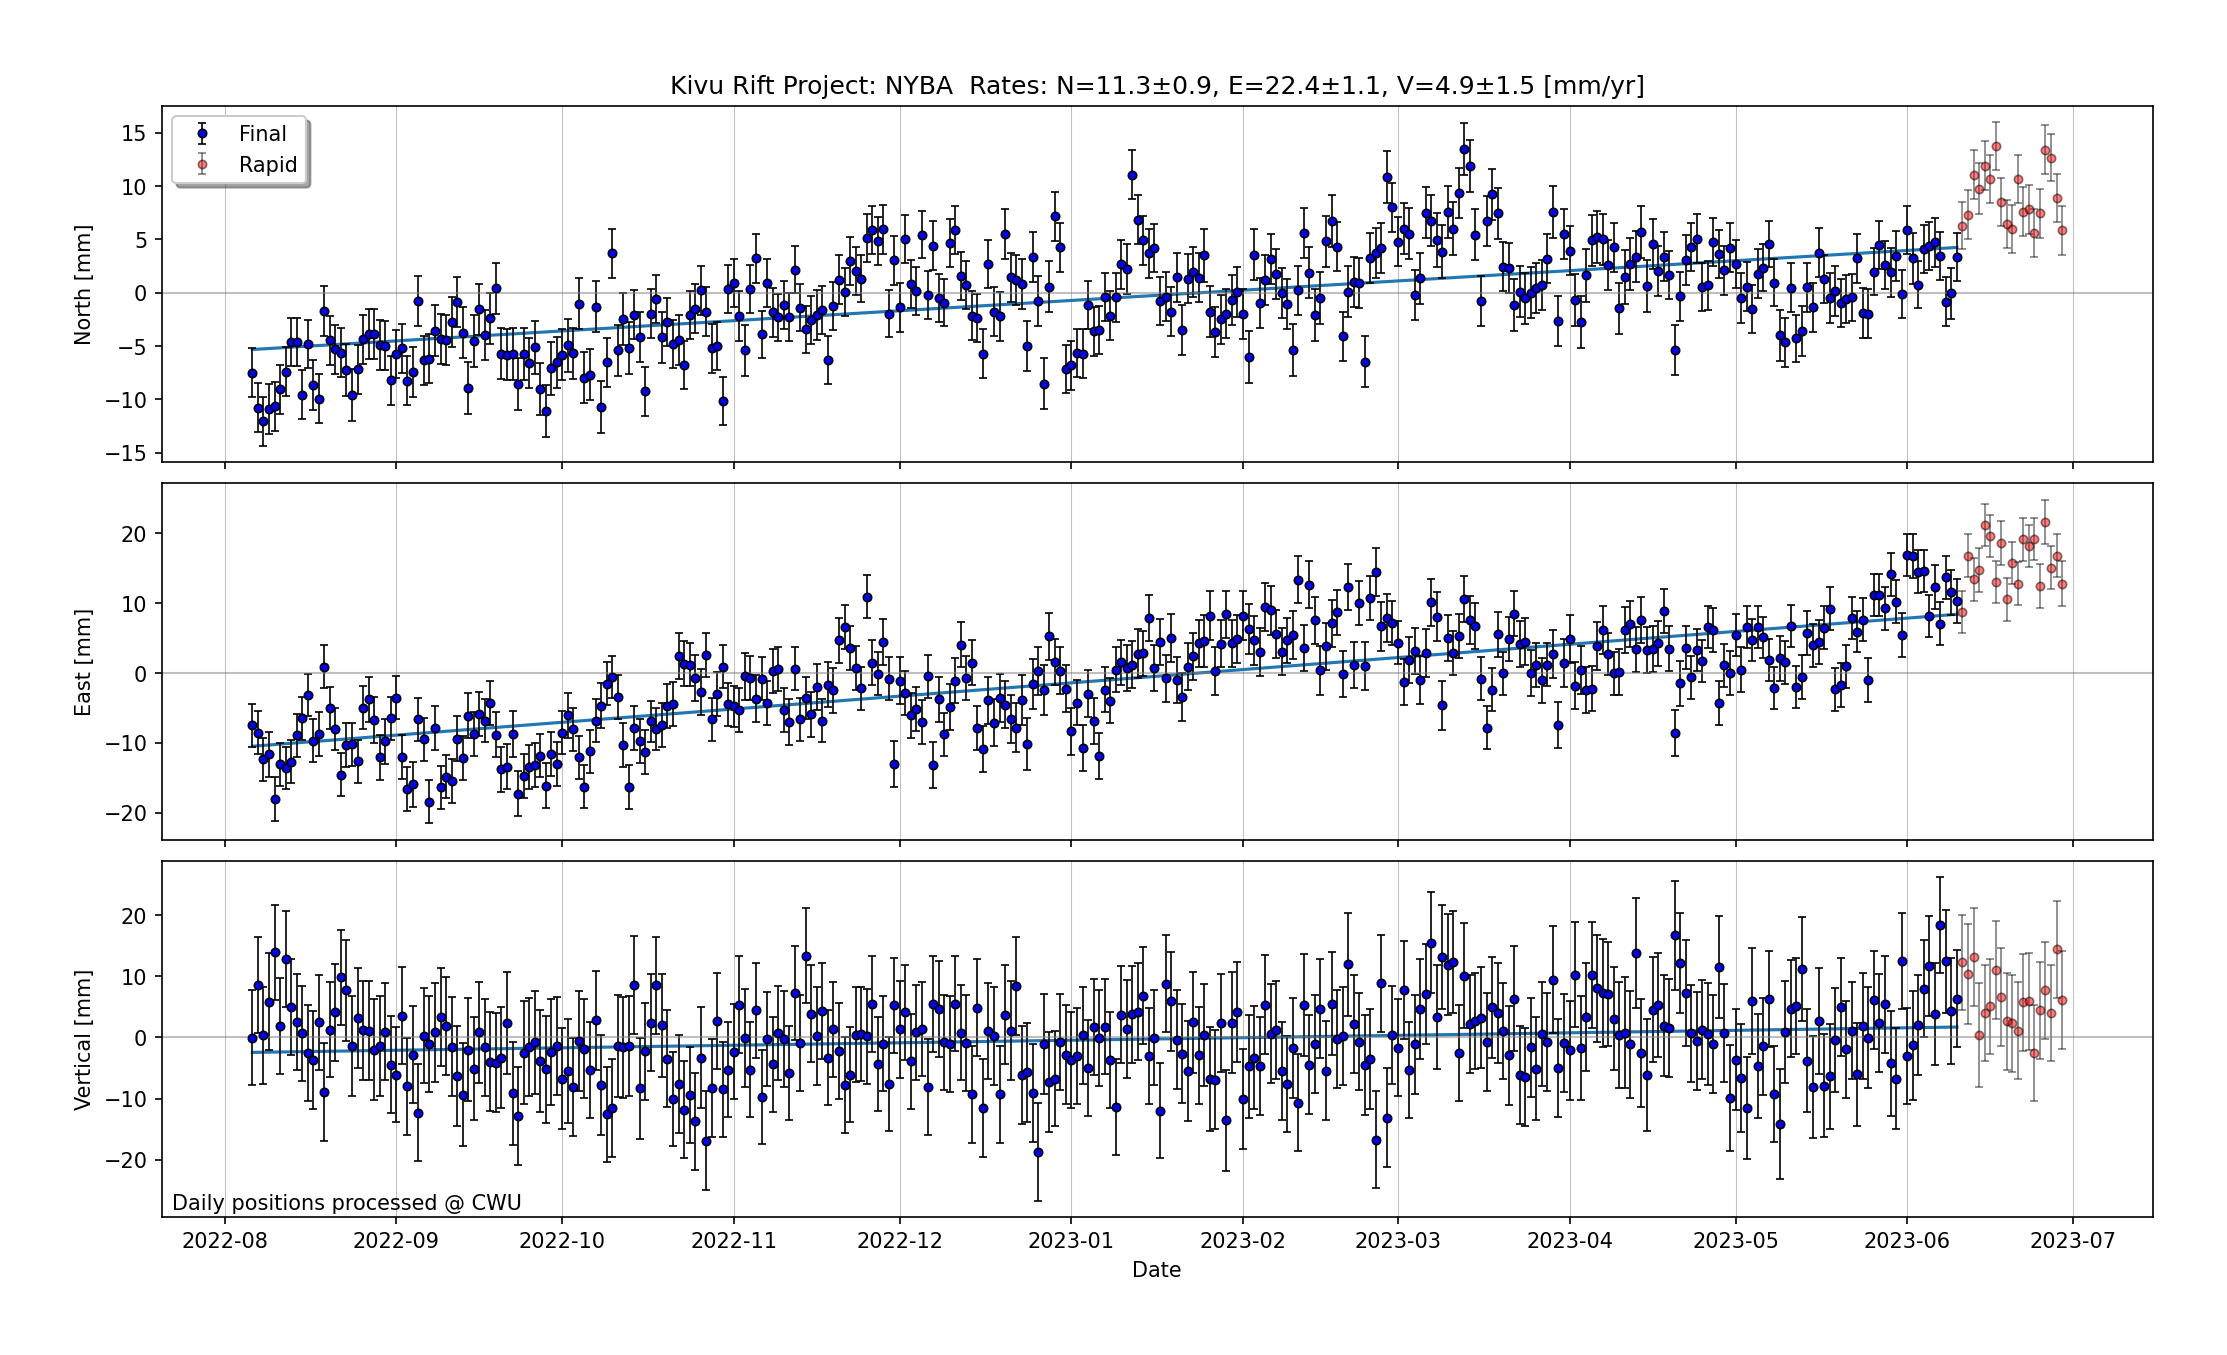 Kivu Rift Project: NYBA  Rates: N=11.3±0.9, E=22.4±1.1, V=4.9±1.5 [mm/yr]
Final
Rapid
North [mm]
15
10
5
0
−5
−10
−15
East [mm]
20
10
0
−10
−20
Vertical [mm]
20
10
0
−10
−20
Daily positions processed @ CWU
2022-08 2022-09 2022-10 2022-11 2022-12 2023-01 2023-02 2023-03 2023-04 2023-05 2023-06 2023-07
Date